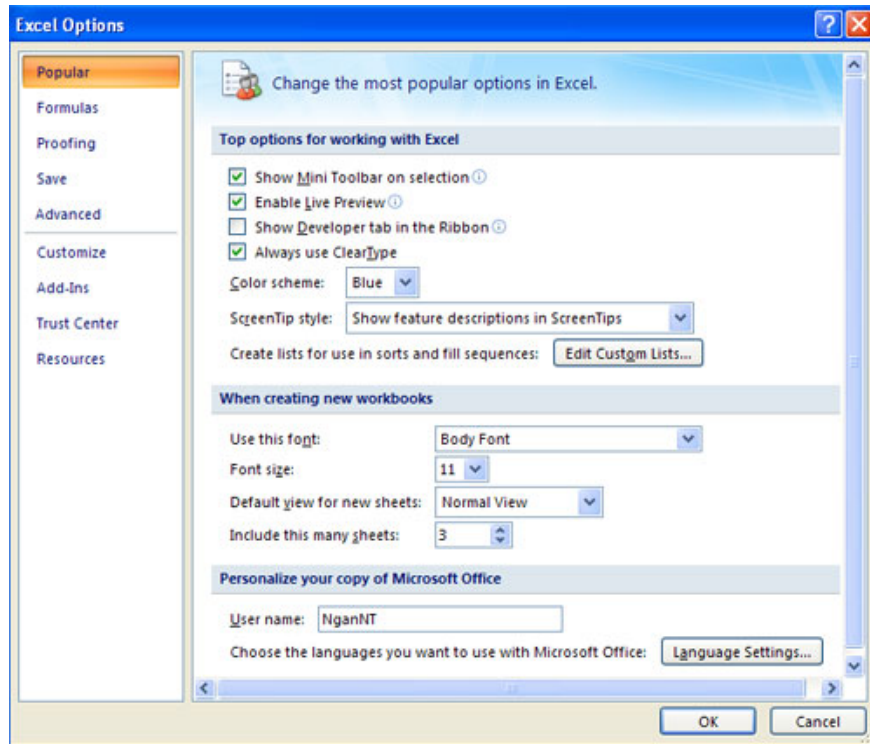 Excel Options
Popular
Formulas
Proofing
Save
Advanced
Customize
Add-Ins
Trust Center
Resources
Change the most popular options in Excel.
Top options for working with Excel
Show Mini Toolbar on selection
Enable Live Preview
Show Developer tab in the Ribbon
Always use ClearType
Color scheme: Blue
ScreenTip style: Show feature descriptions in ScreenTips
Create lists for use in sorts and fill sequences: Edit Custom Lists...
When creating new workbooks
Use this font: Body Font
Font size: 11
Default view for new sheets: Normal View
Include this many sheets: 3
Personalize your copy of Microsoft Office
User name: NganNT
Choose the languages you want to use with Microsoft Office: Language Settings...
OK Cancel